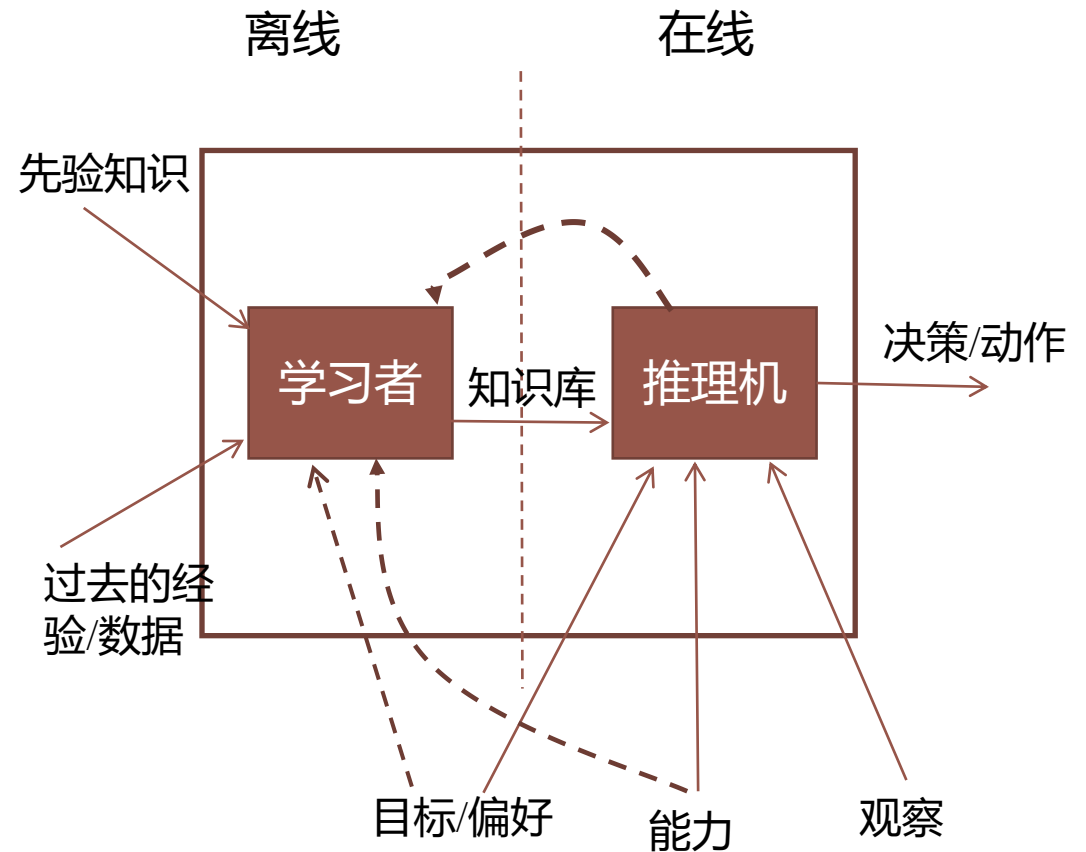 离线
在线
先验知识
决策/动作
学习者
知识库
推理机
过去的经
验/数据
目标/偏好
能力
观察